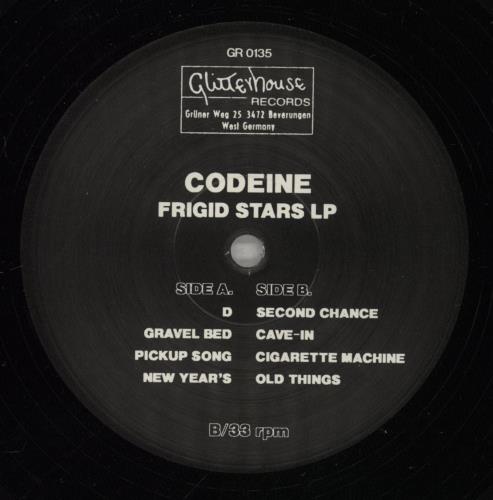 GR 0135
Glitterhouse
RECORDS
Grüner Weg 25 3472 Beverungen
West Germany
CODEINE
FRIGID STARS LP
SIDE A. SIDE B.
D SECOND CHANCE
GRAVEL BED CAVE-IN
PICKUP SONG CIGARETTE MACHINE
NEW YEAR'S OLD THINGS
B/33 rpm